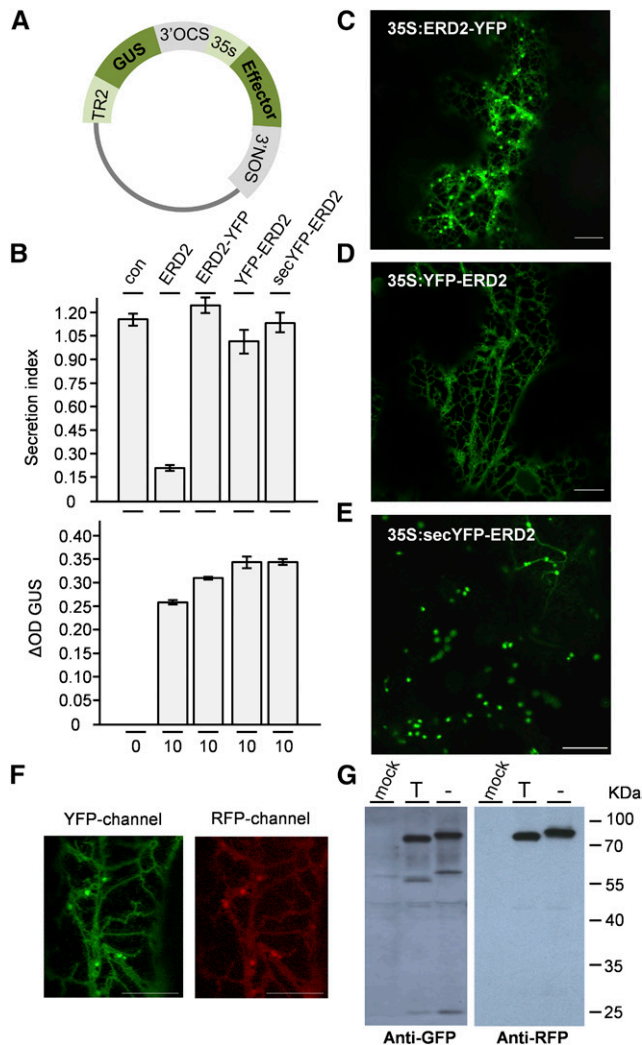 A
TR2
GUS
3'OCS
35s
Effector
3'NOS
B
con
ERD2
ERD2-YFP
YFP-ERD2
secYFP-ERD2
Secretion index
1.20
1.05
0.90
0.75
0.60
0.45
0.30
0.15
0
ΔOD GUS
0.35
0.30
0.25
0.20
0.15
0.10
0.05
0
0 10 10 10 10
C
35S:ERD2-YFP
D
35S:YFP-ERD2
E
35S:secYFP-ERD2
F
YFP-channel RFP-channel
G
mock T - mock T - KDa
100
70
55
40
35
25
Anti-GFP Anti-RFP